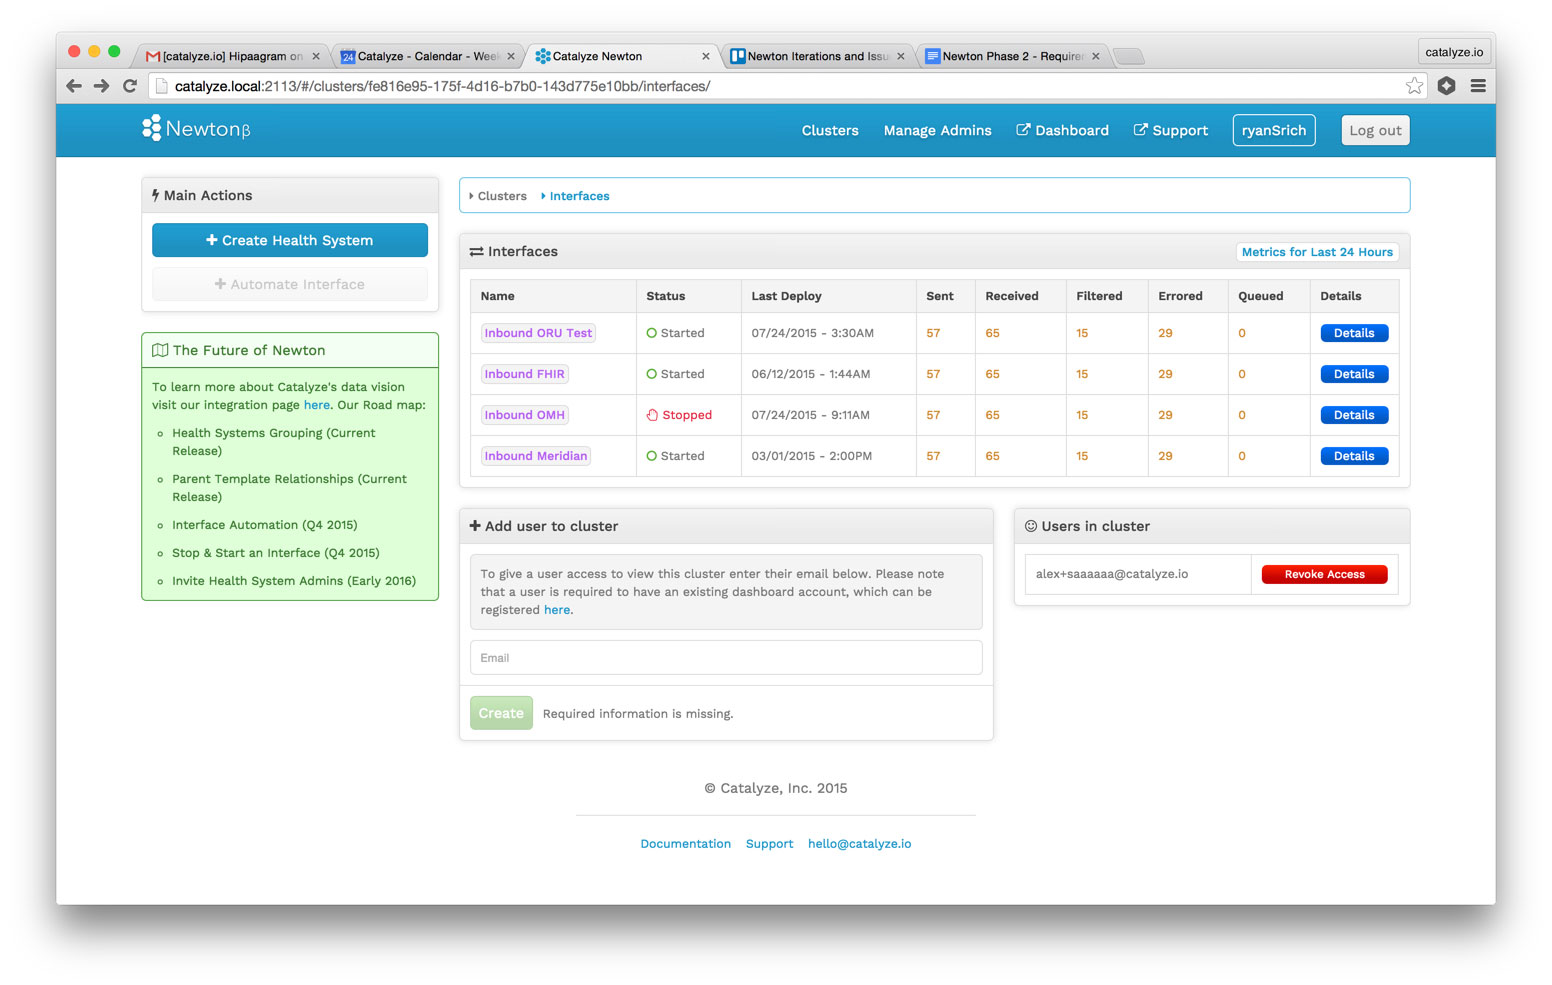 [catalyze.io] Hipaagram on
24 Catalyze - Calendar - Week
Catalyze Newton
Newton Iterations and Issu
Newton Phase 2 - Requirer
catalyze.io
catalyze.local:2113/#/clusters/fe816e95-175f-4d16-b7b0-143d775e10bb/interfaces/
Newtonβ
Clusters
Manage Admins
Dashboard
Support
ryanSrich
Log out
Main Actions
+ Create Health System
+ Automate Interface
The Future of Newton
To learn more about Catalyze's data vision
visit our integration page here. Our Road map:
Health Systems Grouping (Current
Release)
Parent Template Relationships (Current
Release)
Interface Automation (Q4 2015)
Stop & Start an Interface (Q4 2015)
Invite Health System Admins (Early 2016)
Clusters Interfaces
Interfaces
Metrics for Last 24 Hours
Name Status Last Deploy Sent Received Filtered Errored Queued Details
Inbound ORU Test Started 07/24/2015 - 3:30AM 57 65 15 29 0 Details
Inbound FHIR Started 06/12/2015 - 1:44AM 57 65 15 29 0 Details
Inbound OMH Stopped 07/24/2015 - 9:11AM 57 65 15 29 0 Details
Inbound Meridian Started 03/01/2015 - 2:00PM 57 65 15 29 0 Details
+ Add user to cluster
To give a user access to view this cluster enter their email below. Please note
that a user is required to have an existing dashboard account, which can be
registered here.
Email
Create Required information is missing.
Users in cluster
alex+saaaaaa@catalyze.io Revoke Access
© Catalyze, Inc. 2015
Documentation Support hello@catalyze.io